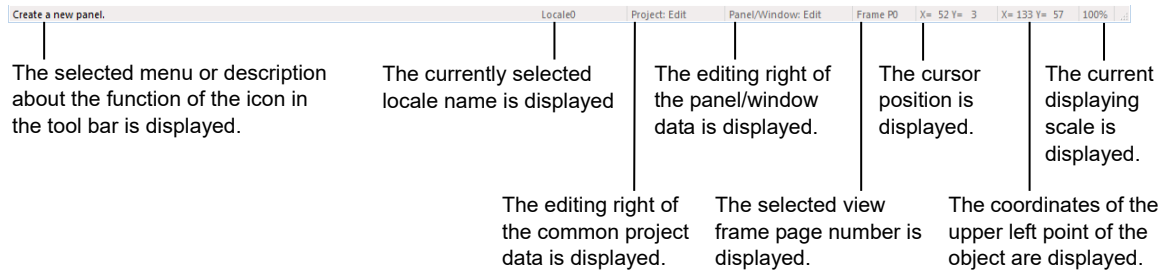 Create a new panel. Locale0 Project: Edit Panel/Window: Edit Frame P0 X= 52 Y= 3 X= 133 Y= 57 100%
The selected menu or description
about the function of the icon in
the tool bar is displayed.
The currently selected
locale name is displayed
The editing right of
the panel/window
data is displayed.
The cursor
position is
displayed.
The current
displaying
scale is
displayed.
The editing right of
the common project
data is displayed.
The selected view
frame page number is
displayed.
The coordinates of the
upper left point of the
object are displayed.